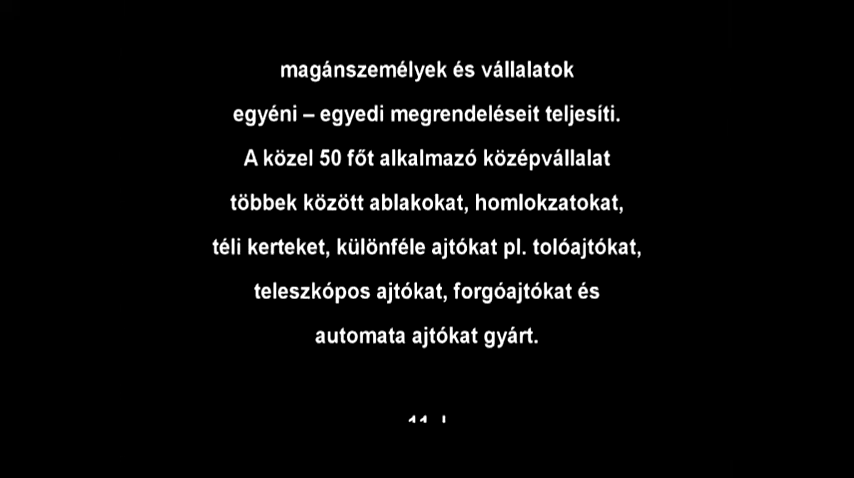 magánszemélyek és vállalatok
egyéni – egyedi megrendeléseit teljesíti.
A közel 50 főt alkalmazó középvállalat
többek között ablakokat, homlokzatokat,
téli kerteket, különféle ajtókat pl. tolóajtókat,
teleszkópos ajtókat, forgóajtókat és
automata ajtókat gyárt.